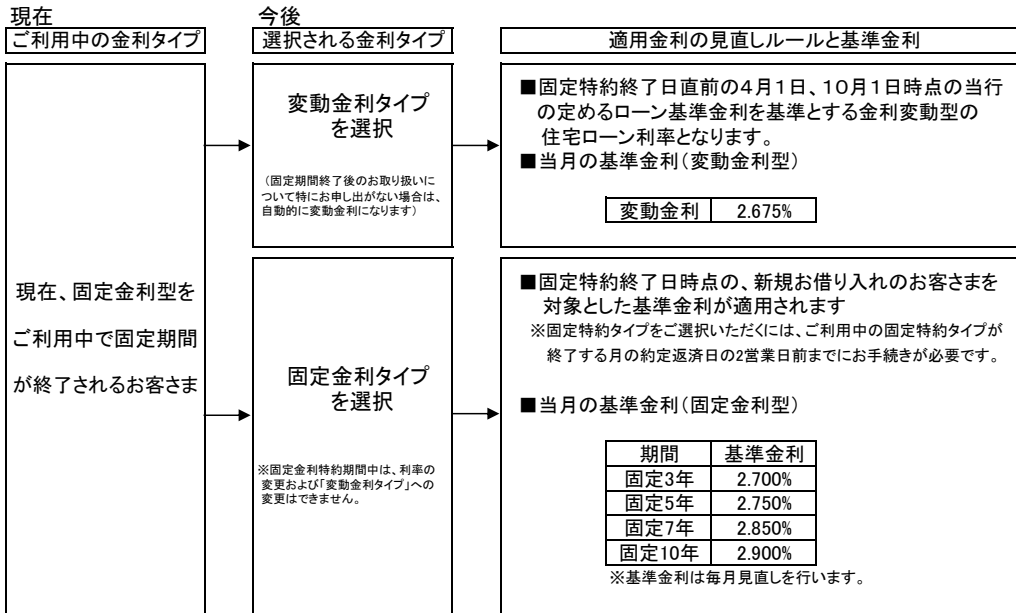 現在
ご利用中の金利タイプ
今後
選択される金利タイプ
適用金利の見直しルールと基準金利
現在、固定金利型を
ご利用中で固定期間
が終了されるお客さま
変動金利タイプ
を選択
(固定期間終了後のお取り扱いに
ついて特にお申し出がない場合は、
自動的に変動金利になります)
■固定特約終了日直前の4月1日、10月1日時点の当行
の定めるローン基準金利を基準とする金利変動型の
住宅ローン利率となります。
■当月の基準金利(変動金利型)
変動金利 2.675%
固定金利タイプ
を選択
※固定金利特約期間中は、利率の
変更および「変動金利タイプ」への
変更はできません。
■固定特約終了日時点の、新規お借り入れのお客さまを
対象とした基準金利が適用されます
※固定特約タイプをご選択いただくには、ご利用中の固定特約タイプが
終了する月の約定返済日の2営業日前までにお手続きが必要です。
■当月の基準金利(固定金利型)
期間 基準金利
固定3年 2.700%
固定5年 2.750%
固定7年 2.850%
固定10年 2.900%
※基準金利は毎月見直しを行います。